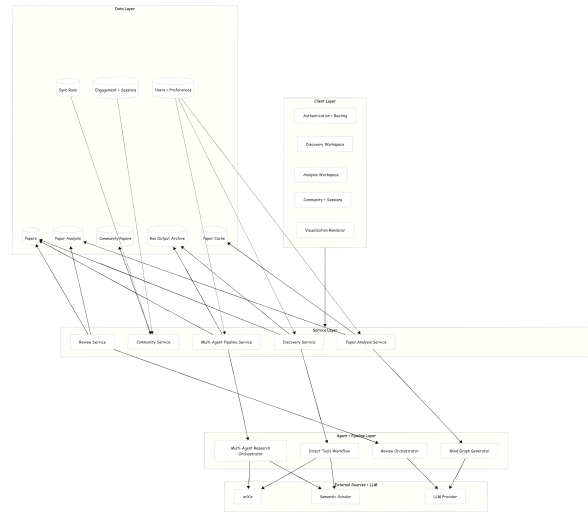 Data Layer
Sync Runs
Engagement + Sessions
Users + Preferences
Client Layer
Authentication + Routing
Discovery Workspace
Analysis Workspace
Community + Sessions
Visualization Renderer
Papers
Paper Analysis
Community Papers
Run Output Archive
Paper Cache
Service Layer
Review Service
Community Service
Multi-Agent Pipeline Service
Discovery Service
Paper Analysis Service
Agent + Pipeline Layer
Multi-Agent Research
Orchestrator
Direct Tools Workflow
Review Orchestrator
Mind Graph Generator
External Sources + LLM
arXiv
Semantic Scholar
LLM Provider